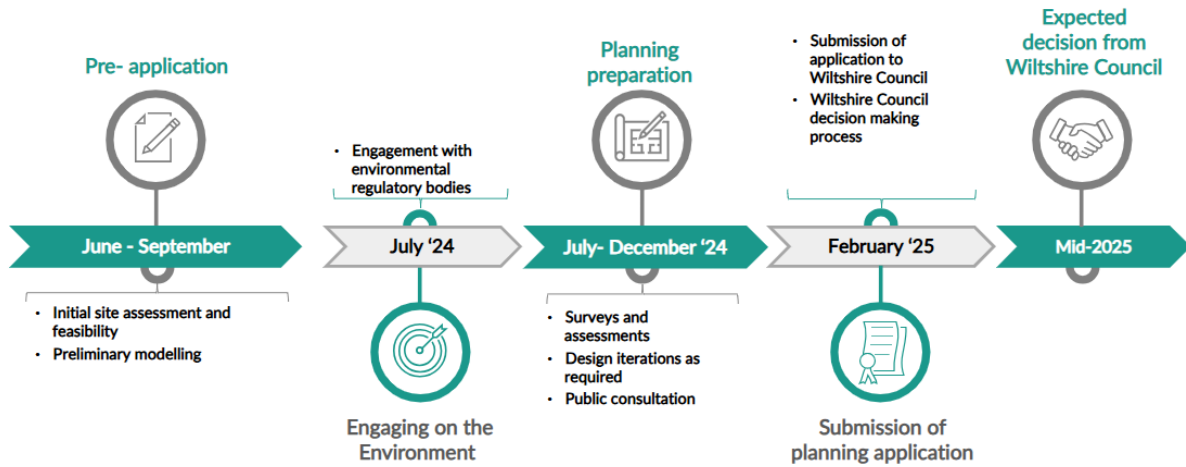 Pre- application
June - September
• Initial site assessment and
feasibility
• Preliminary modelling
• Engagement with
environmental
regulatory bodies
July ‘24
Engaging on the
Environment
Planning
preparation
July- December ‘24
• Surveys and
assessments
• Design iterations as
required
• Public consultation
• Submission of
application to
Wiltshire Council
• Wiltshire Council
decision making
process
February ‘25
Submission of
planning application
Expected
decision from
Wiltshire Council
Mid-2025